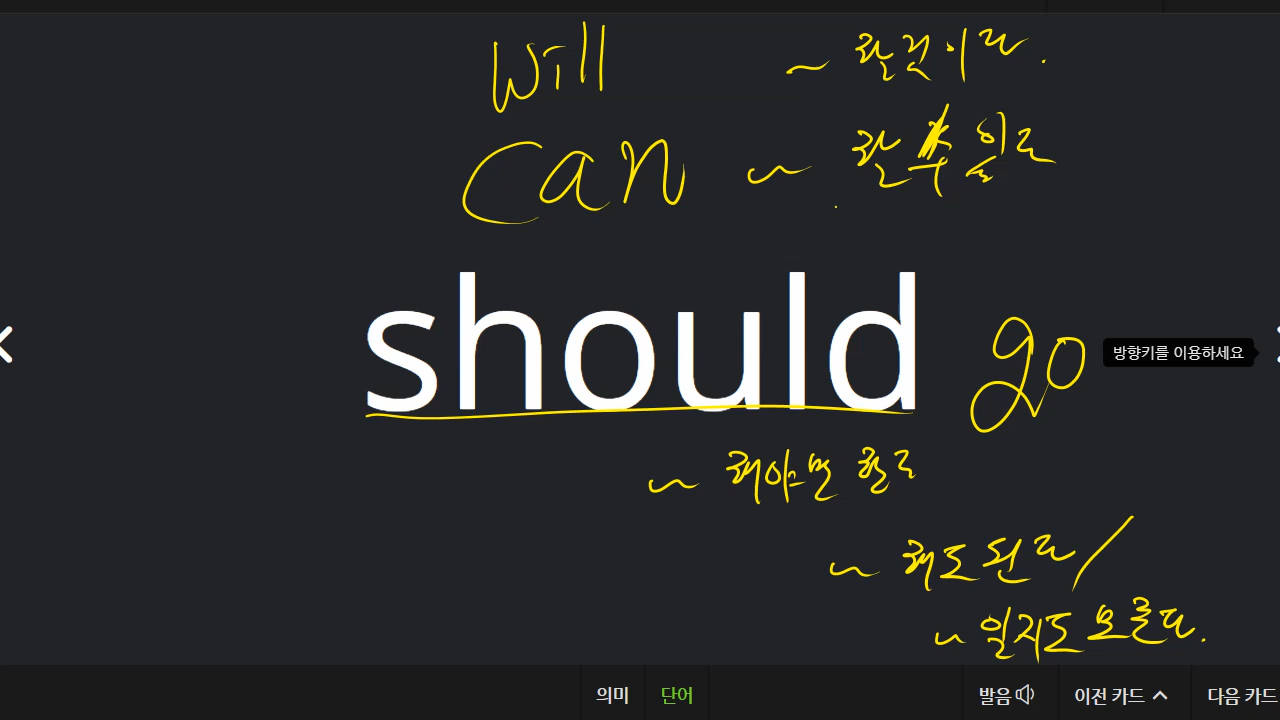 will ~ 할것이다.
can ~ 할 수 있다
should go
방향키를 이용하세요
~ 해야만 한다
~ 해도 된다 /
~ 일지도 모른다.
의미 단어 발음 이전 카드 다음 카드